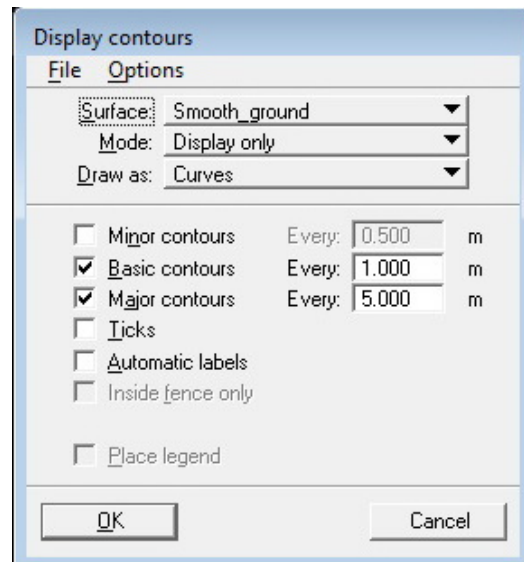 Display contours
File Options
Surface: Smooth_ground
Mode: Display only
Draw as: Curves
Minor contours Every: 0.500 m
Basic contours Every: 1.000 m
Major contours Every: 5.000 m
Ticks
Automatic labels
Inside fence only
Place legend
OK Cancel